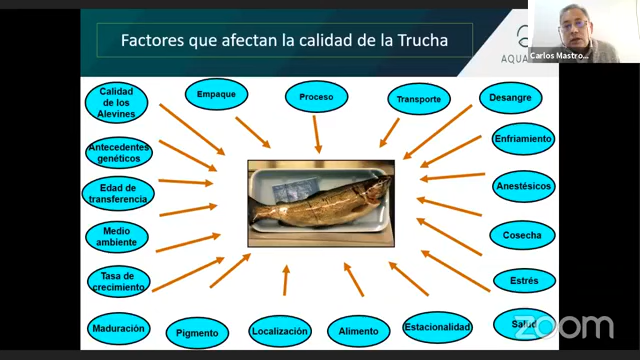 Factores que afectan la calidad de la Trucha
AQUA
Carlos Mastro...
Calidad
de los
Alevines
Empaque
Proceso
Transporte
Desangre
Antecedentes
genéticos
Enfriamiento
Edad de
transferencia
Anestésicos
Medio
ambiente
Cosecha
Tasa de
crecimiento
Estrés
Maduración
Pigmento
Localización
Alimento
Estacionalidad
Salud
zoom